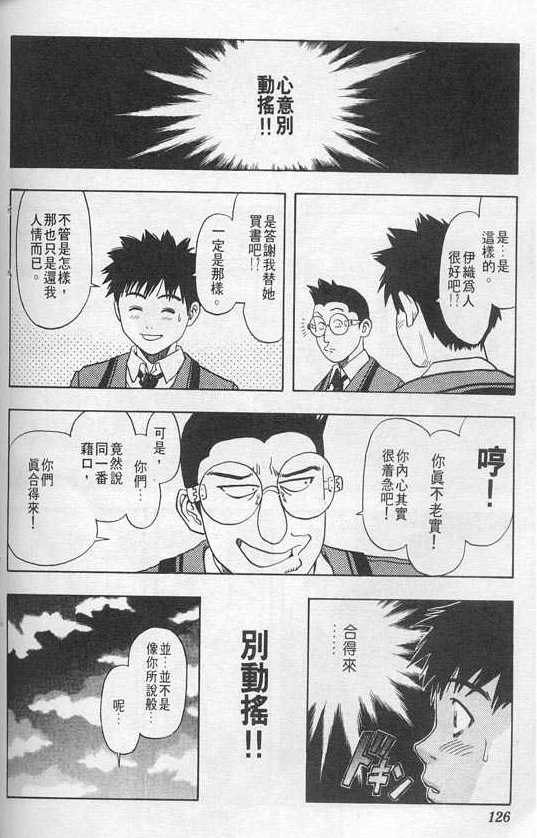 心意別
動搖!!
是…是
這樣的。
伊織為人
很好吧?!
是答謝我替她
買書吧?!
一定是那樣。
不管是怎樣，
那也只是還我
人情而已。
哼！
你真不老實！
你內心其實
很着急吧！
可是，
你們…
竟然說
同一番
藉口，
你們
真合得來！
…合得來
ドッキン
別動搖!!
並…並不是
像你所說般…
呢…
126